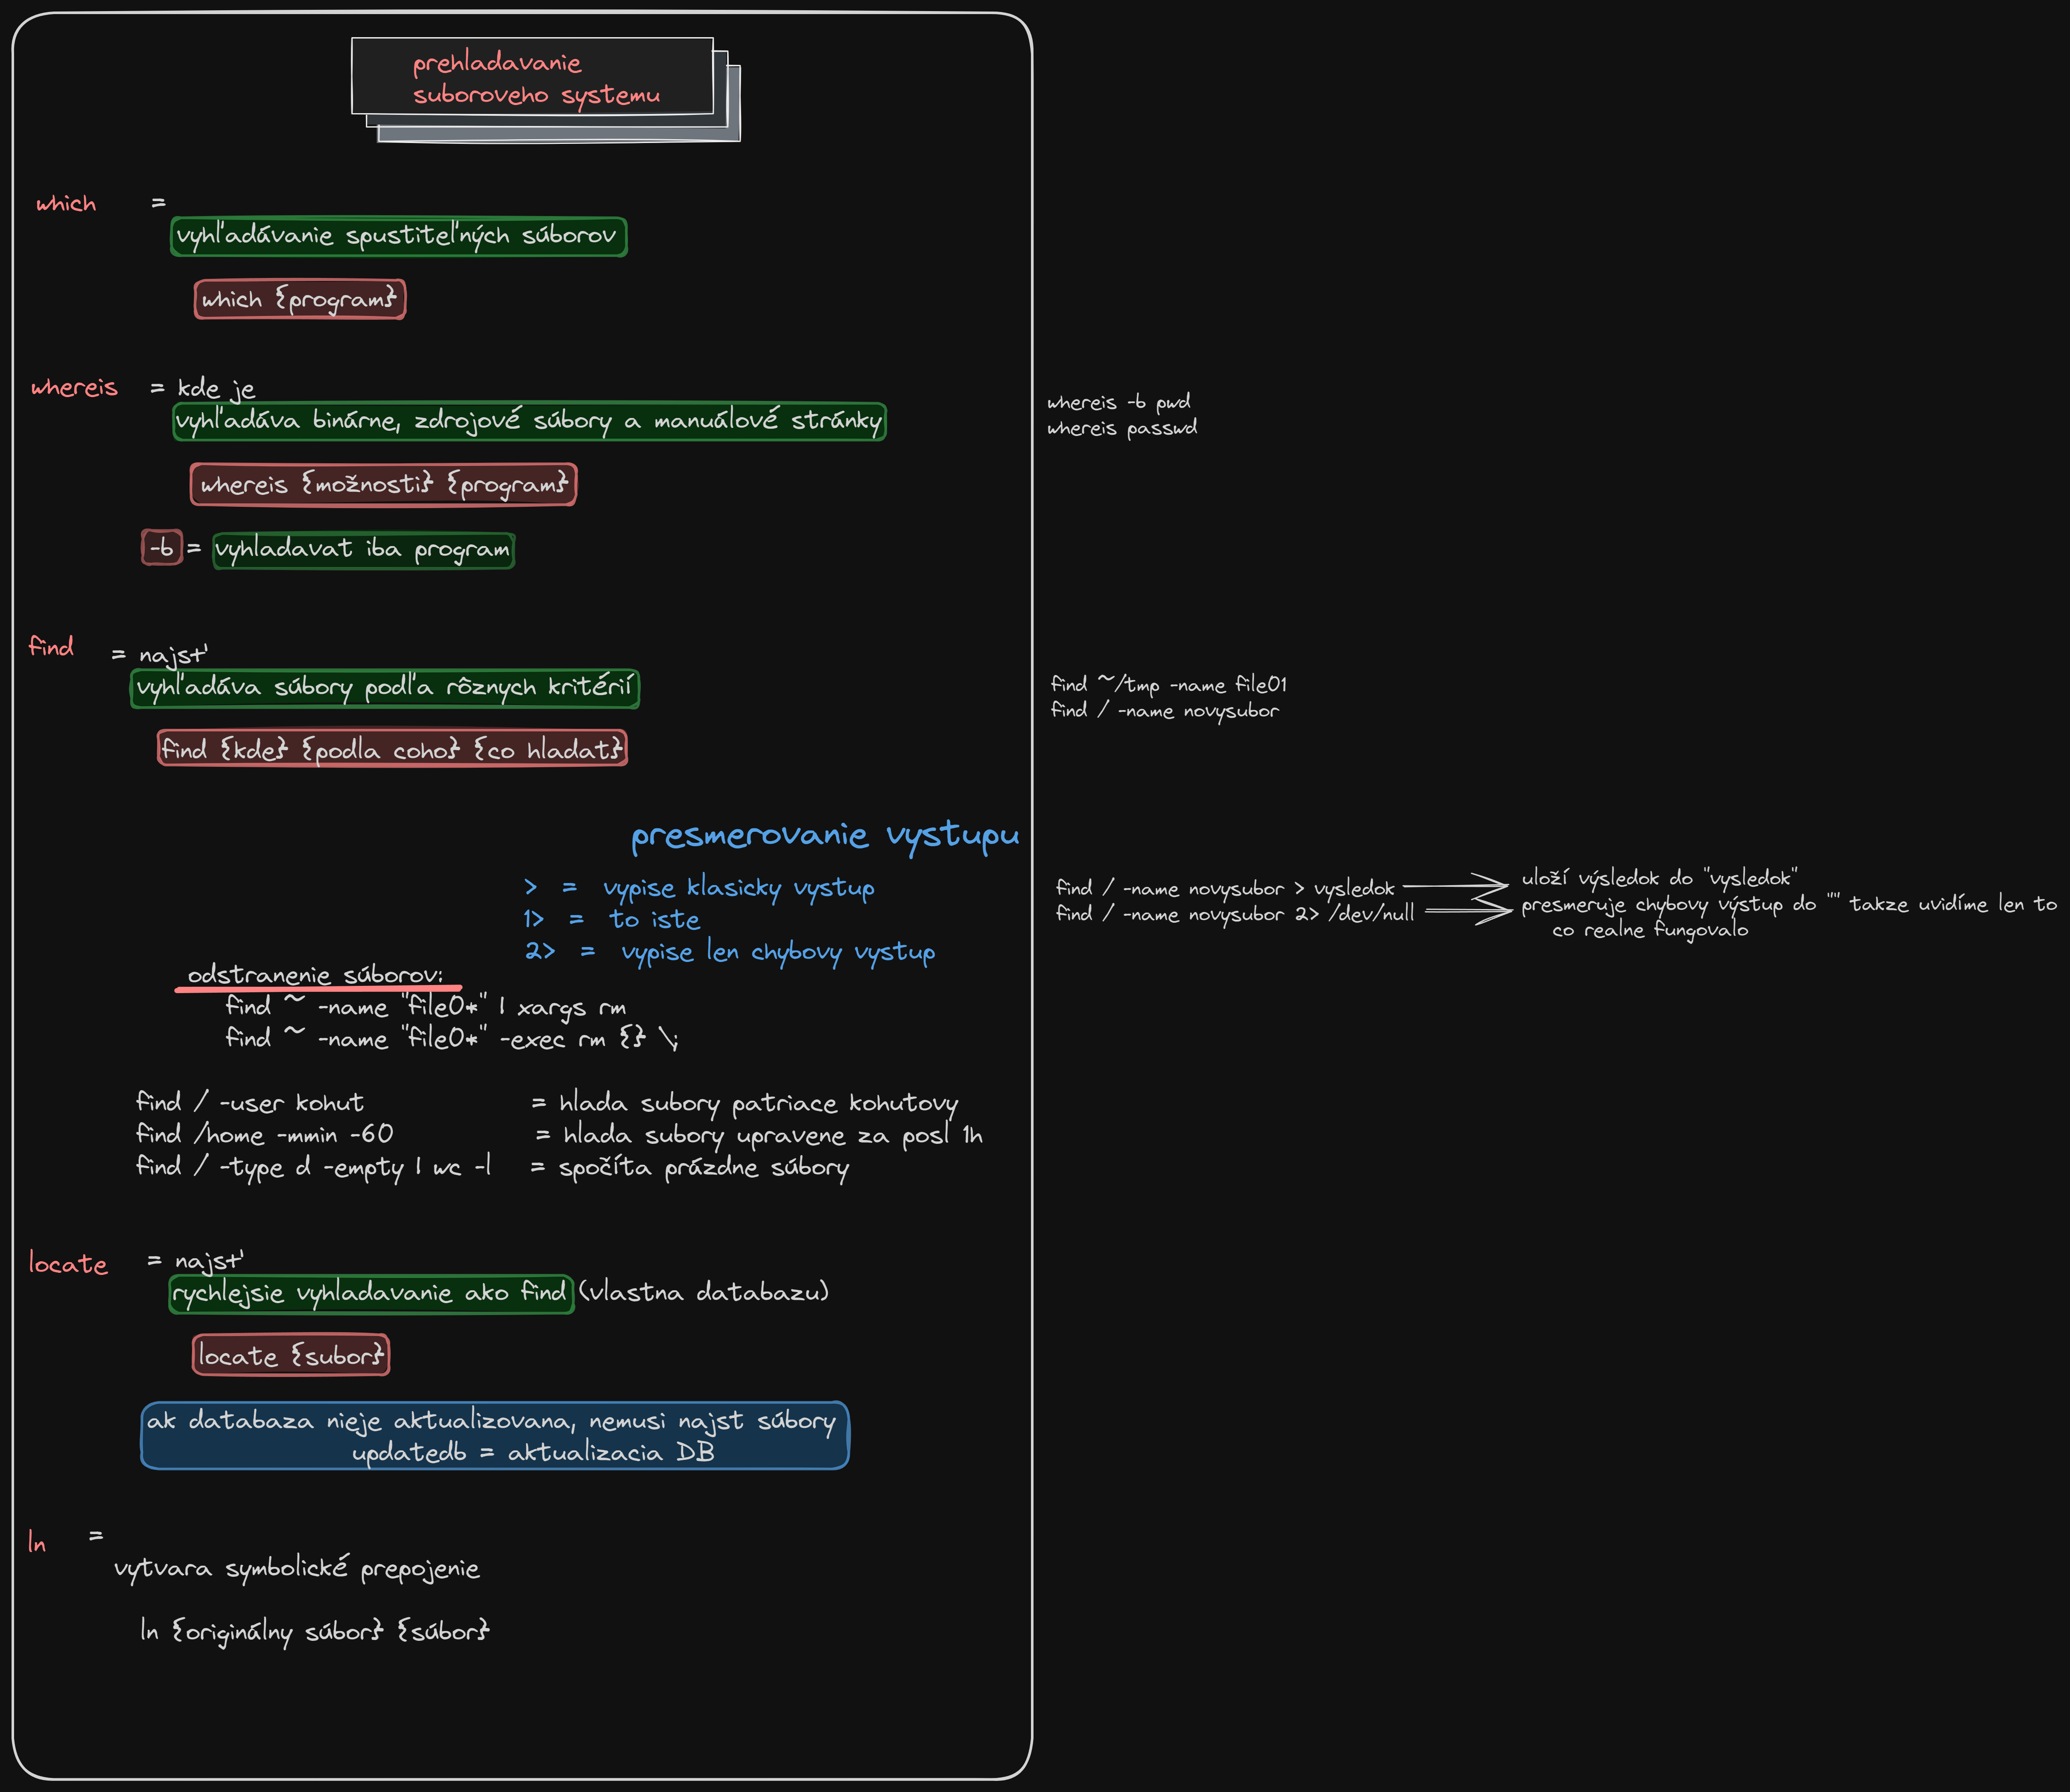 prehladavanie
suboroveho systemu
which =
vyhľadávanie spustiteľných súborov
which {program}
whereis = kde je
vyhľadáva binárne, zdrojové súbory a manuálové stránky
whereis {možnosti} {program}
-b = vyhladavat iba program
whereis -b pwd
whereis passwd
find = najsť
vyhľadáva súbory podľa rôznych kritérií
find {kde} {podla coho} {co hladat}
find ~/tmp -name file01
find / -name novysubor
presmerovanie vystupu
> = vypise klasicky vystup
1> = to iste
2> = vypise len chybovy vystup
find / -name novysubor > vysledok
find / -name novysubor 2> /dev/null
uloží výsledok do "vysledok"
presmeruje chybovy výstup do "" takze uvidíme len to
co realne fungovalo
odstranenie súborov:
find ~ -name "file0*" | xargs rm
find ~ -name "file0*" -exec rm {} \;
find / -user kohut = hlada subory patriace kohutovy
find /home -mmin -60 = hlada subory upravene za posl 1h
find / -type d -empty | wc -l = spočíta prázdne súbory
locate = najsť
rychlejsie vyhladavanie ako find (vlastna databazu)
locate {subor}
ak databaza nieje aktualizovana, nemusi najst súbory
updatedb = aktualizacia DB
ln =
vytvara symbolické prepojenie
ln {originálny súbor} {súbor}